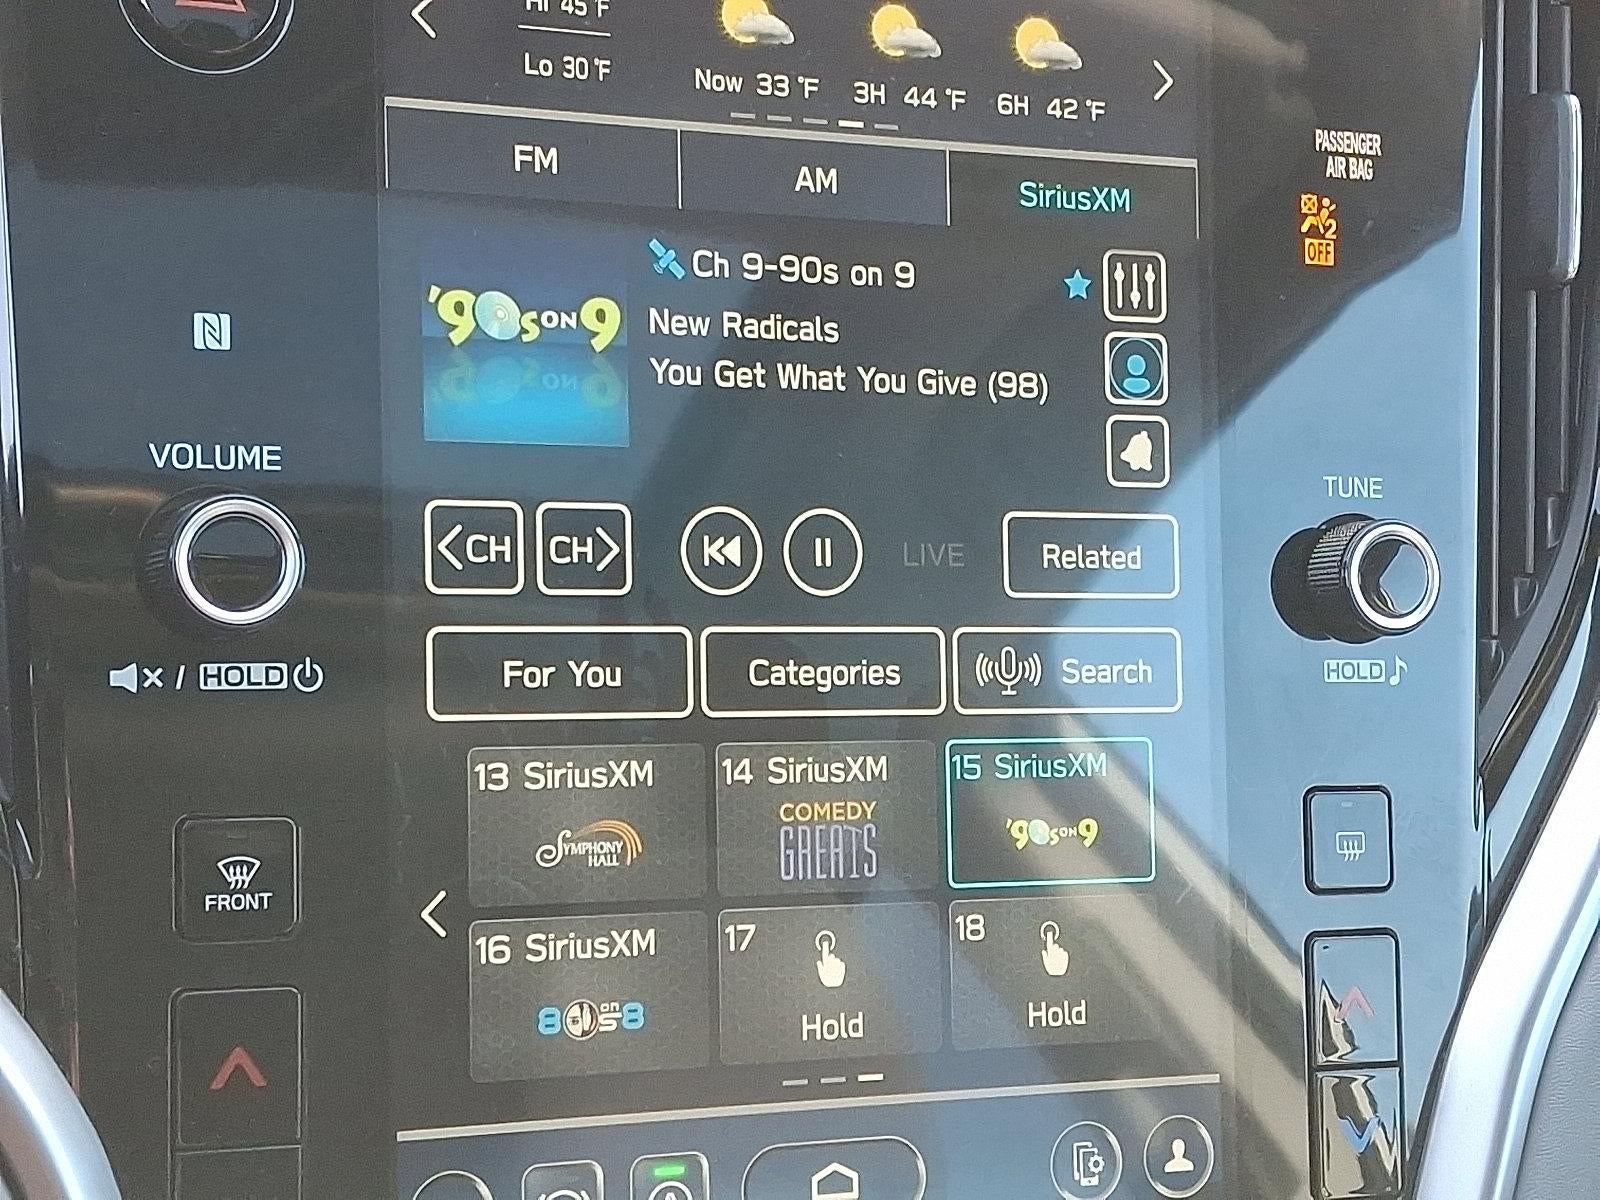 Hi 45°F
Lo 30°F
Now 33°F
3H 44°F
6H 42°F
FM
AM
SiriusXM
PASSENGER
AIR BAG
2
OFF
'90s ON 9
Ch 9-90s on 9
New Radicals
You Get What You Give (98)
N
VOLUME
TUNE
<CH
CH>
LIVE
Related
/ HOLD
HOLD
For You
Categories
Search
13 SiriusXM
SYMPHONY
HALL
14 SiriusXM
COMEDY
GREATS
15 SiriusXM
'90s ON 9
FRONT
16 SiriusXM
80s on 8
17
Hold
18
Hold
A